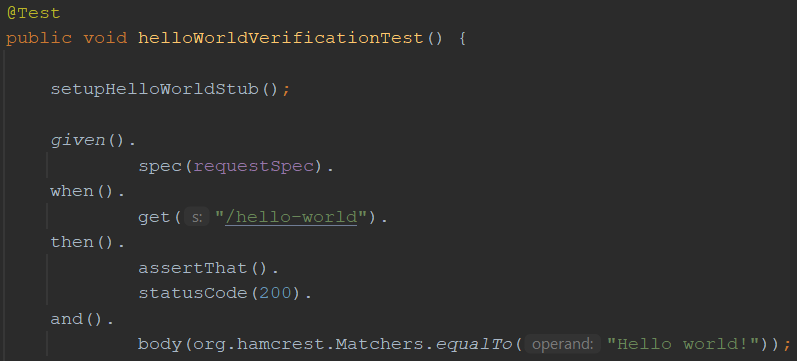 @Test
public void helloWorldVerificationTest() {
setupHelloWorldStub();
given().
spec(requestSpec).
when().
get( s: "/hello-world").
then().
assertThat().
statusCode(200).
and().
body(org.hamcrest.Matchers.equalTo( operand: "Hello world!"));